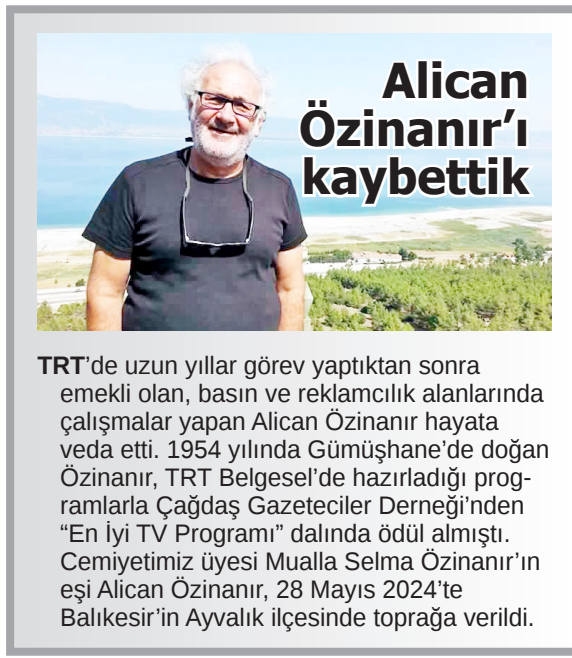 Alican
Özinanır’ı
kaybettik
TRT’de uzun yıllar görev yaptıktan sonra
emekli olan, basın ve reklamcılık alanlarında
çalışmalar yapan Alican Özinanır hayata
veda etti. 1954 yılında Gümüşhane’de doğan
Özinanır, TRT Belgesel’de hazırladığı prog-
ramlarla Çağdaş Gazeteciler Derneği’nden
“En İyi TV Programı” dalında ödül almıştı.
Cemiyetimiz üyesi Mualla Selma Özinanır’ın
eşi Alican Özinanır, 28 Mayıs 2024’te
Balıkesir’in Ayvalık ilçesinde toprağa verildi.